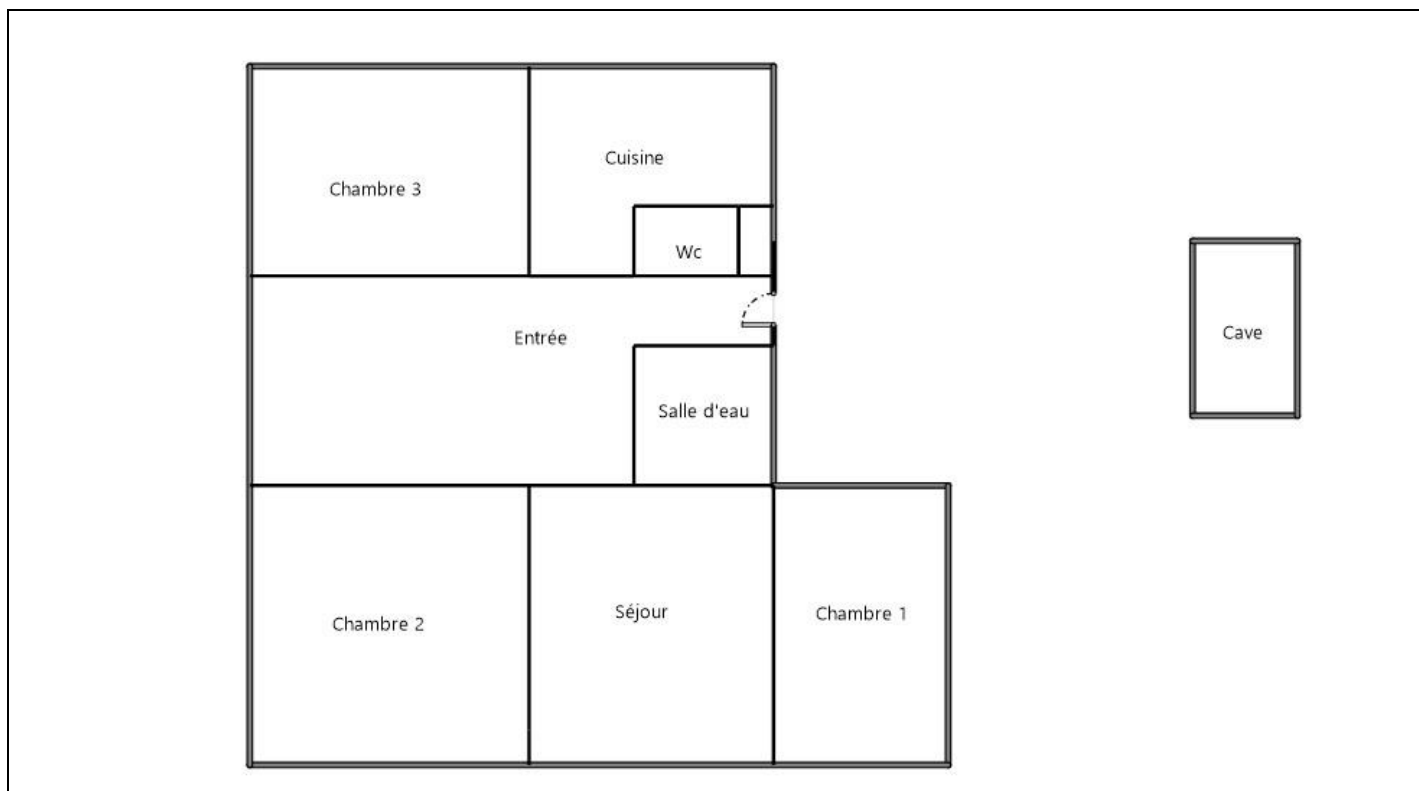 Cuisine
Chambre 3
Wc
Entrée
Cave
Salle d'eau
Séjour
Chambre 1
Chambre 2